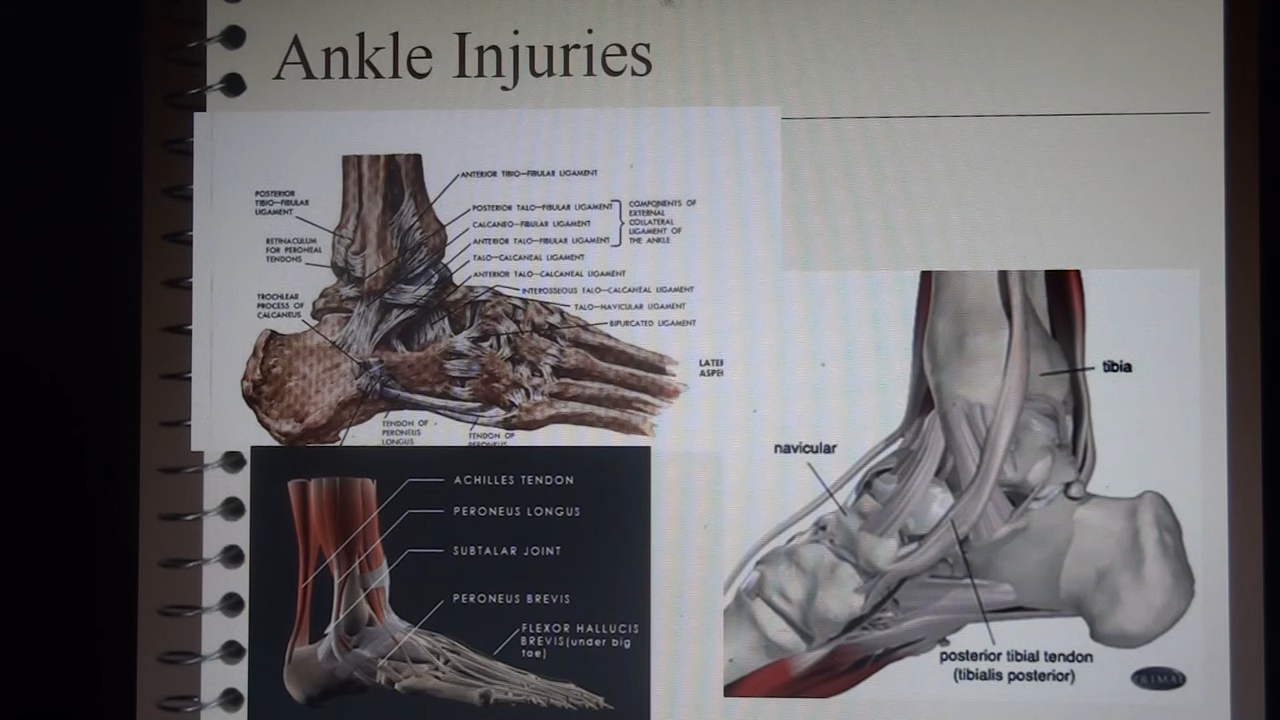 Ankle Injuries
ANTERIOR TIBIO-FIBULAR LIGAMENT
POSTERIOR
TIBIO-FIBULAR
LIGAMENT
POSTERIOR TALO-FIBULAR LIGAMENT
CALCANEO-FIBULAR LIGAMENT
ANTERIOR TALO-FIBULAR LIGAMENT
COMPONENTS OF
EXTERNAL
COLLATERAL
LIGAMENT OF
THE ANKLE
RETINACULUM
FOR PERONEAL
TENDONS
TALO-CALCANEAL LIGAMENT
ANTERIOR TALO-CALCANEAL LIGAMENT
INTEROSSEOUS TALO-CALCANEAL LIGAMENT
TALO-NAVICULAR LIGAMENT
BIFURCATED LIGAMENT
TROCHLEAR
PROCESS OF
CALCANEUS
TENDON OF
PERONEUS
LONGUS
TENDON OF
ACHILLES TENDON
PERONEUS LONGUS
SUBTALAR JOINT
PERONEUS BREVIS
FLEXOR HALLUCIS
BREVIS(under big
toe)
tibia
navicular
posterior tibial tendon
(tibialis posterior)